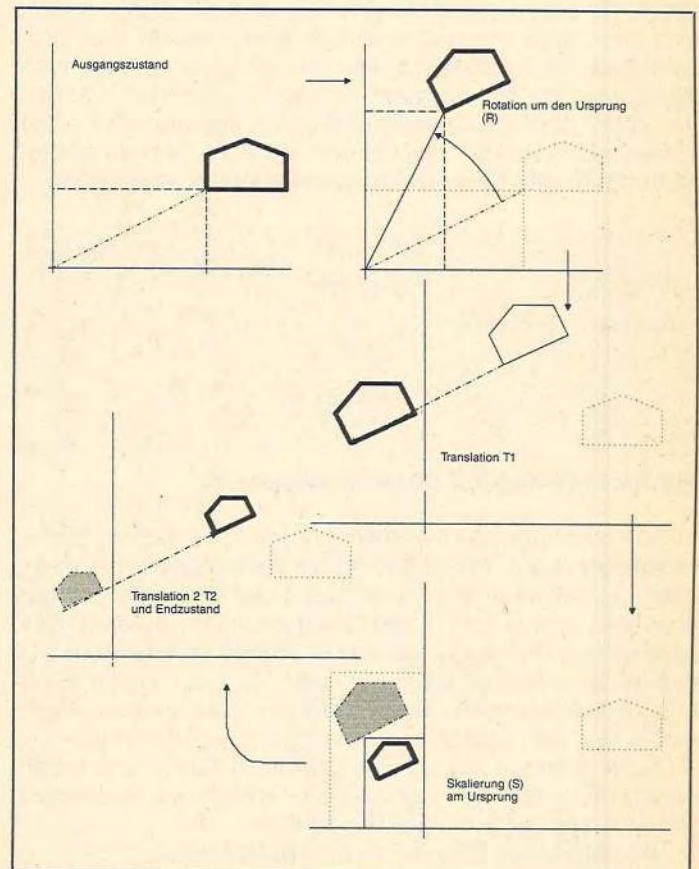 Ausgangszustand
Rotation um den Ursprung
(R)
Translation T1
Translation 2 T2
und Endzustand
Skalierung (S)
am Ursprung